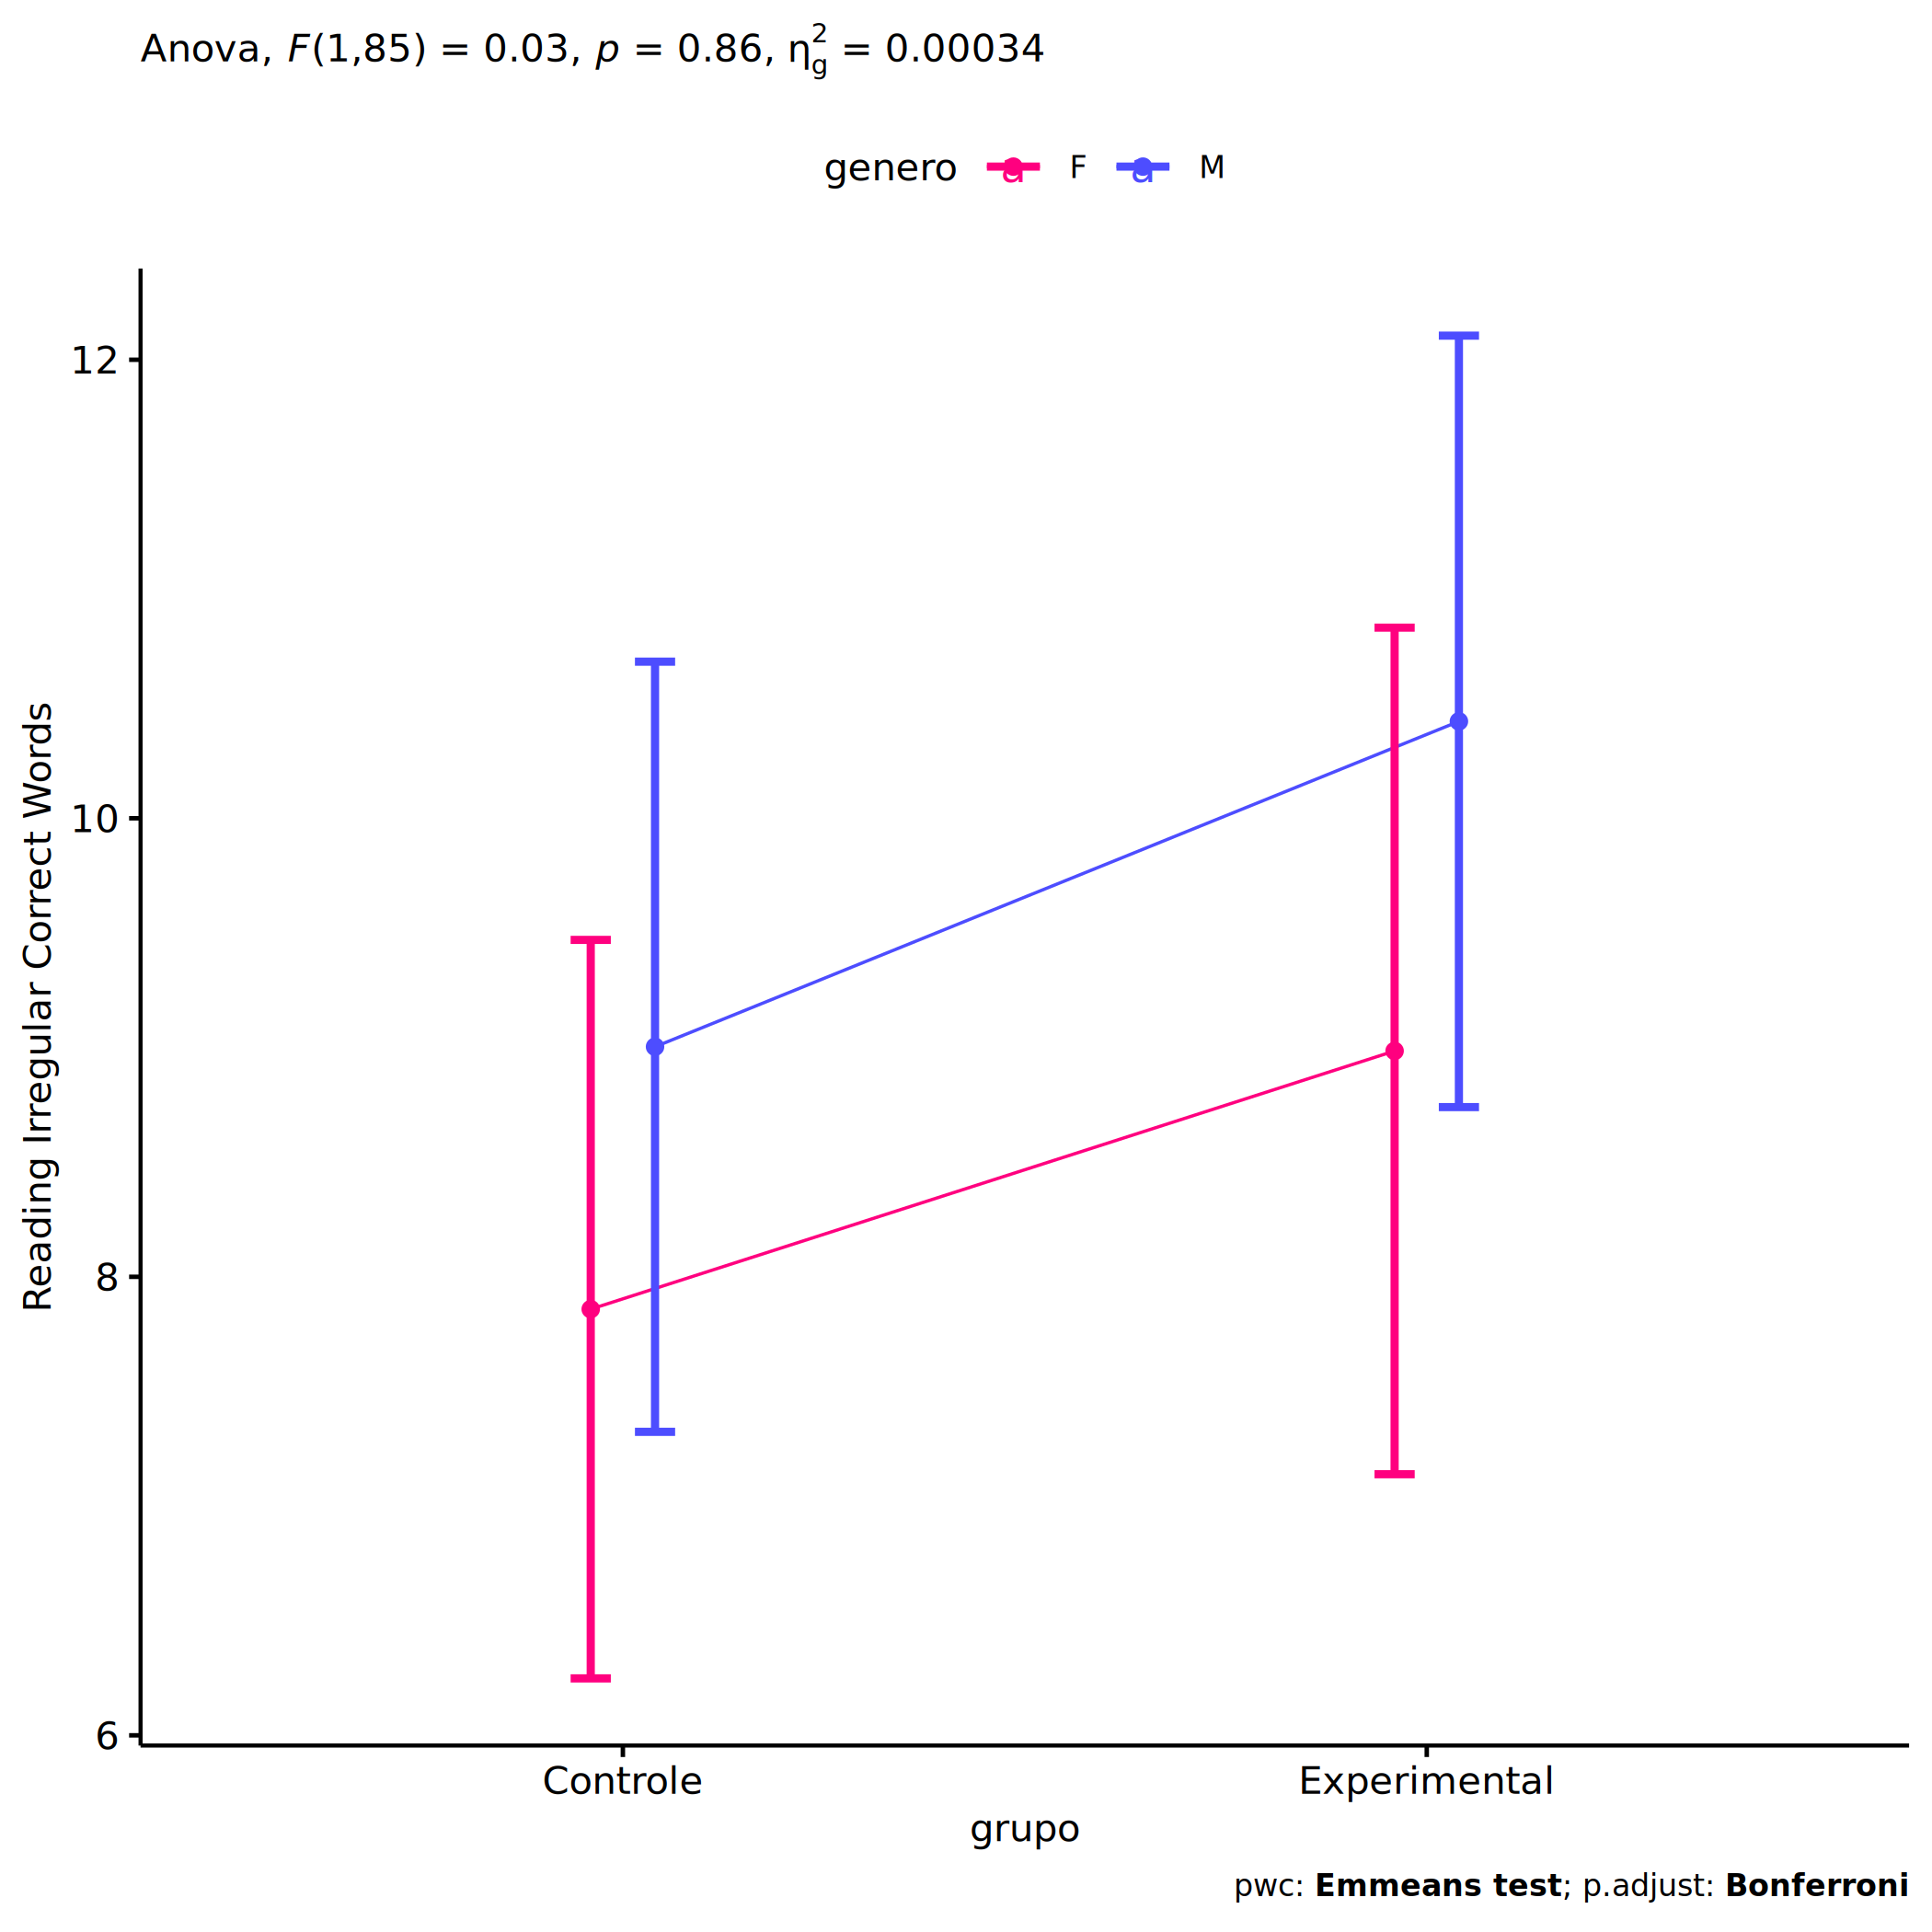 Anova, F(1,85) = 0.03, p = 0.86, η²g = 0.00034
genero a F a M
Reading Irregular Correct Words
12
10
8
6
Controle Experimental
grupo
pwc: Emmeans test; p.adjust: Bonferroni